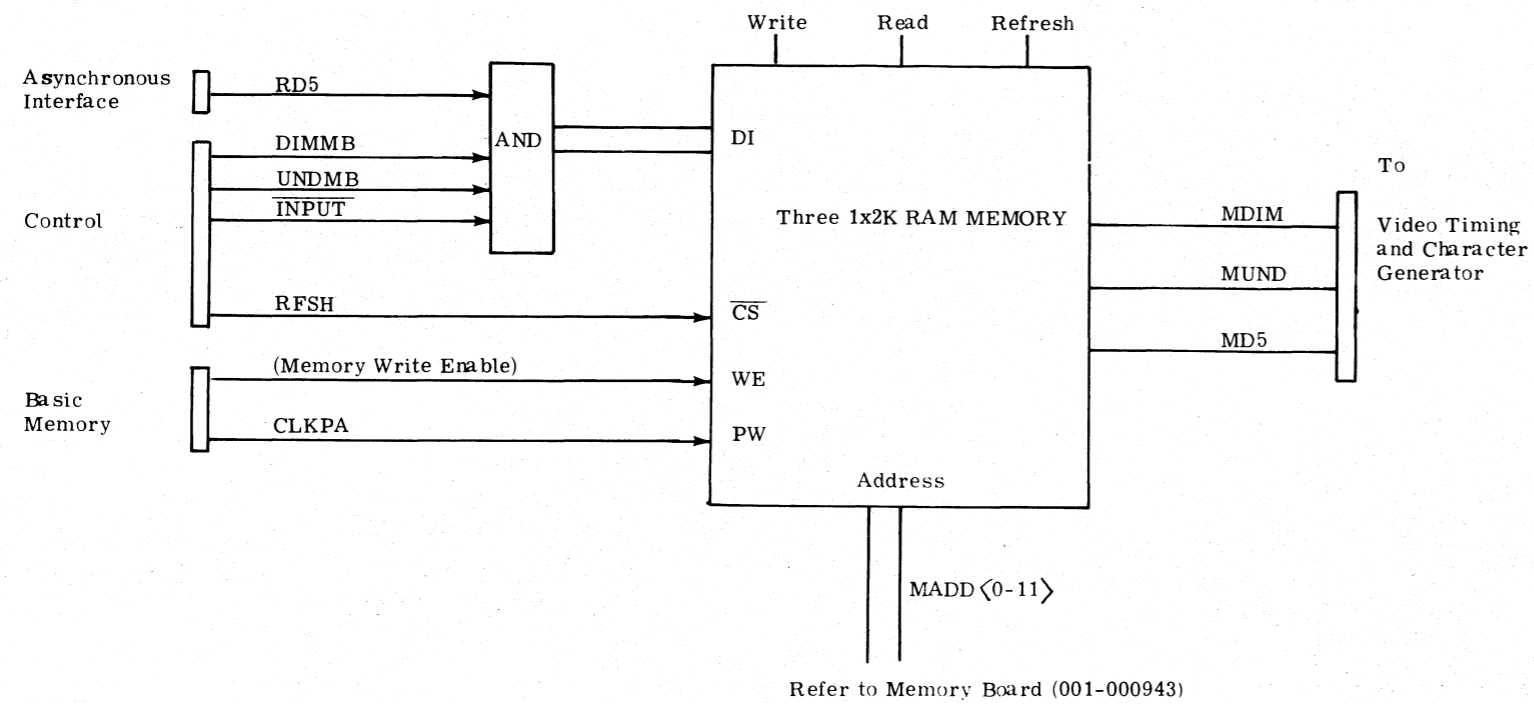 Write Read Refresh
Asynchronous
Interface
RD5
DIMMB
UNDMB
INPUT
AND
Control
RFSH
(Memory Write Enable)
Basic
Memory
CLKPA
DI
Three 1x2K RAM MEMORY
CS
WE
PW
Address
MDIM
MUND
MD5
To
Video Timing
and Character
Generator
MADD〈0-11〉
Refer to Memory Board (001-000943)